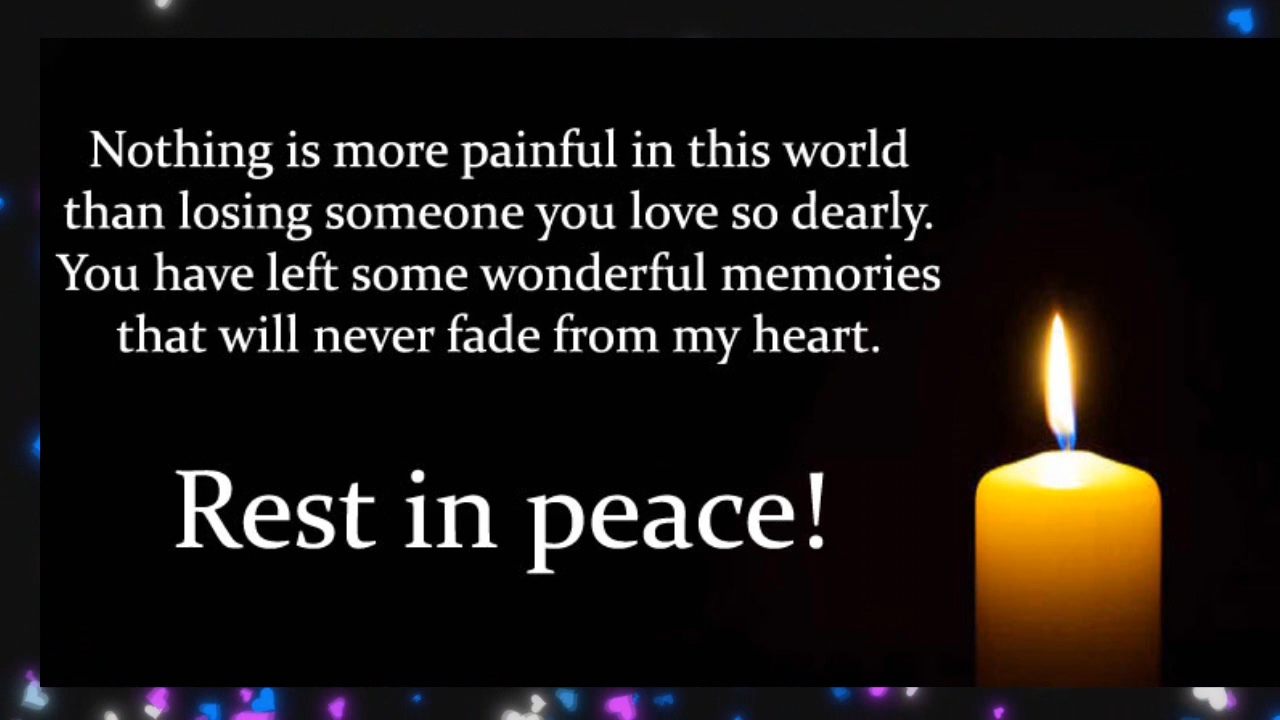 Nothing is more painful in this world
than losing someone you love so dearly.
You have left some wonderful memories
that will never fade from my heart.
Rest in peace!